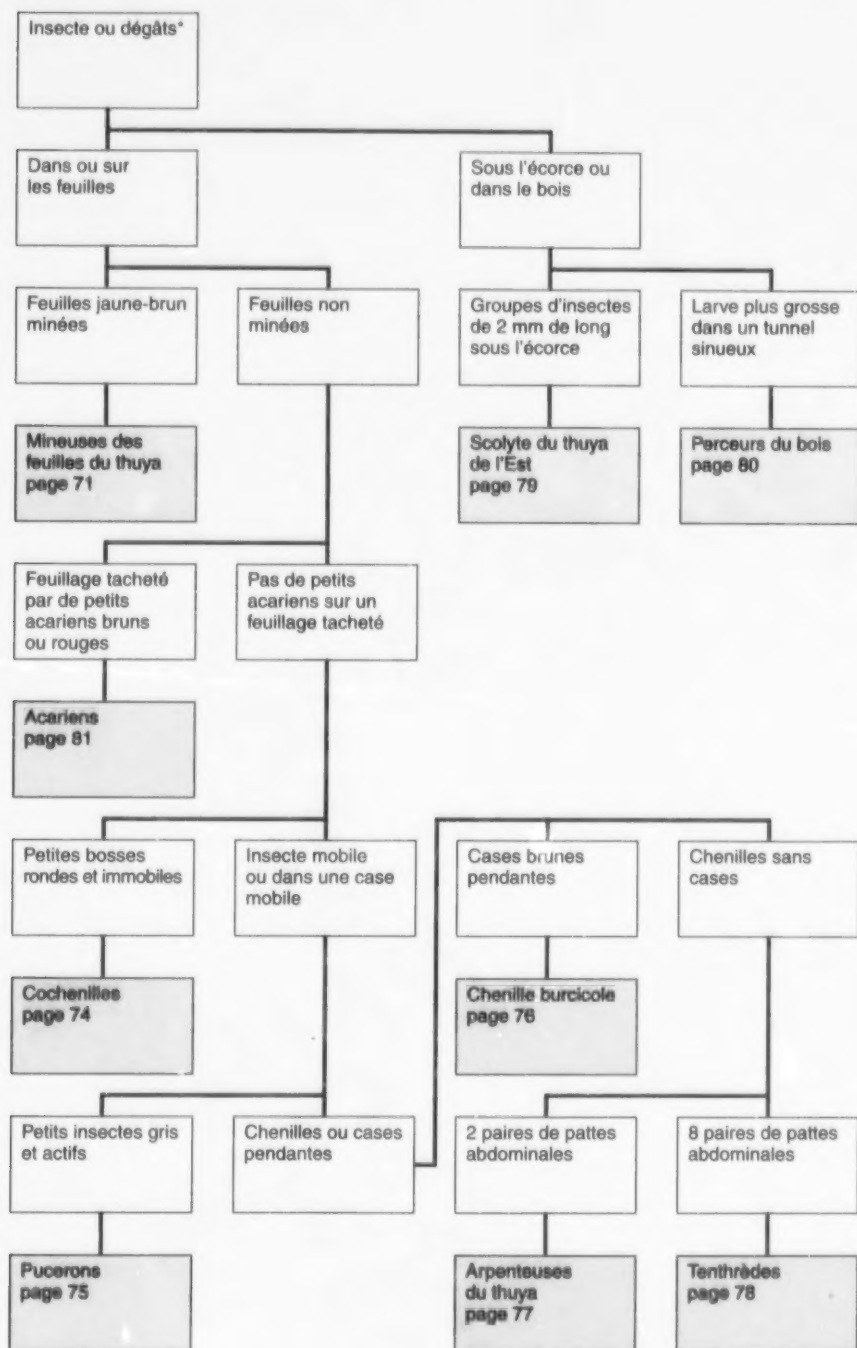 Insecte ou dégâts*
Dans ou sur
les feuilles
Sous l'écorce ou
dans le bois
Feuilles jaune-brun
minées
Feuilles non
minées
Groupes d'insectes
de 2 mm de long
sous l'écorce
Larve plus grosse
dans un tunnel
sinueux
Mineuses des
feuilles du thuya
page 71
Scolyte du thuya
de l'Est
page 79
Perceurs du bois
page 80
Feuillage tacheté
par de petits
acariens bruns
ou rouges
Pas de petits
acariens sur un
feuillage tacheté
Acariens
page 81
Petites bosses
rondes et immobiles
Insecte mobile
ou dans une case
mobile
Cases brunes
pendantes
Chenilles sans
cases
Cochenilles
page 74
Chenille burcicole
page 76
Petits insectes gris
et actifs
Chenilles ou cases
pendantes
2 paires de pattes
abdominales
8 paires de pattes
abdominales
Pucerons
page 75
Arpenteuses
du thuya
page 77
Tenthrèdes
page 78